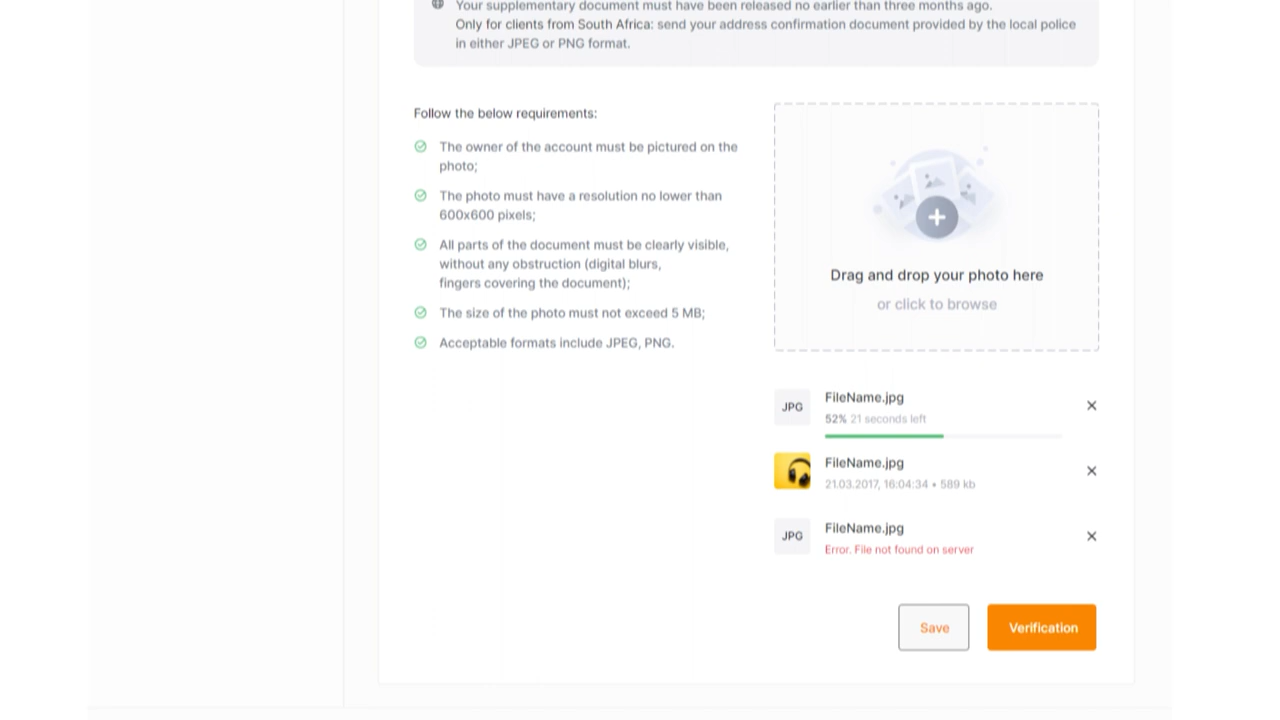 Your supplementary document must have been released no earlier than three months ago.
Only for clients from South Africa: send your address confirmation document provided by the local police
in either JPEG or PNG format.
Follow the below requirements:
The owner of the account must be pictured on the
photo;
The photo must have a resolution no lower than
600x600 pixels;
All parts of the document must be clearly visible,
without any obstruction (digital blurs,
fingers covering the document);
The size of the photo must not exceed 5 MB;
Acceptable formats include JPEG, PNG.
Drag and drop your photo here
or click to browse
JPG
FileName.jpg
52% 21 seconds left
FileName.jpg
21.03.2017, 16:04:34 • 589 kb
JPG
FileName.jpg
Error. File not found on server
Save
Verification